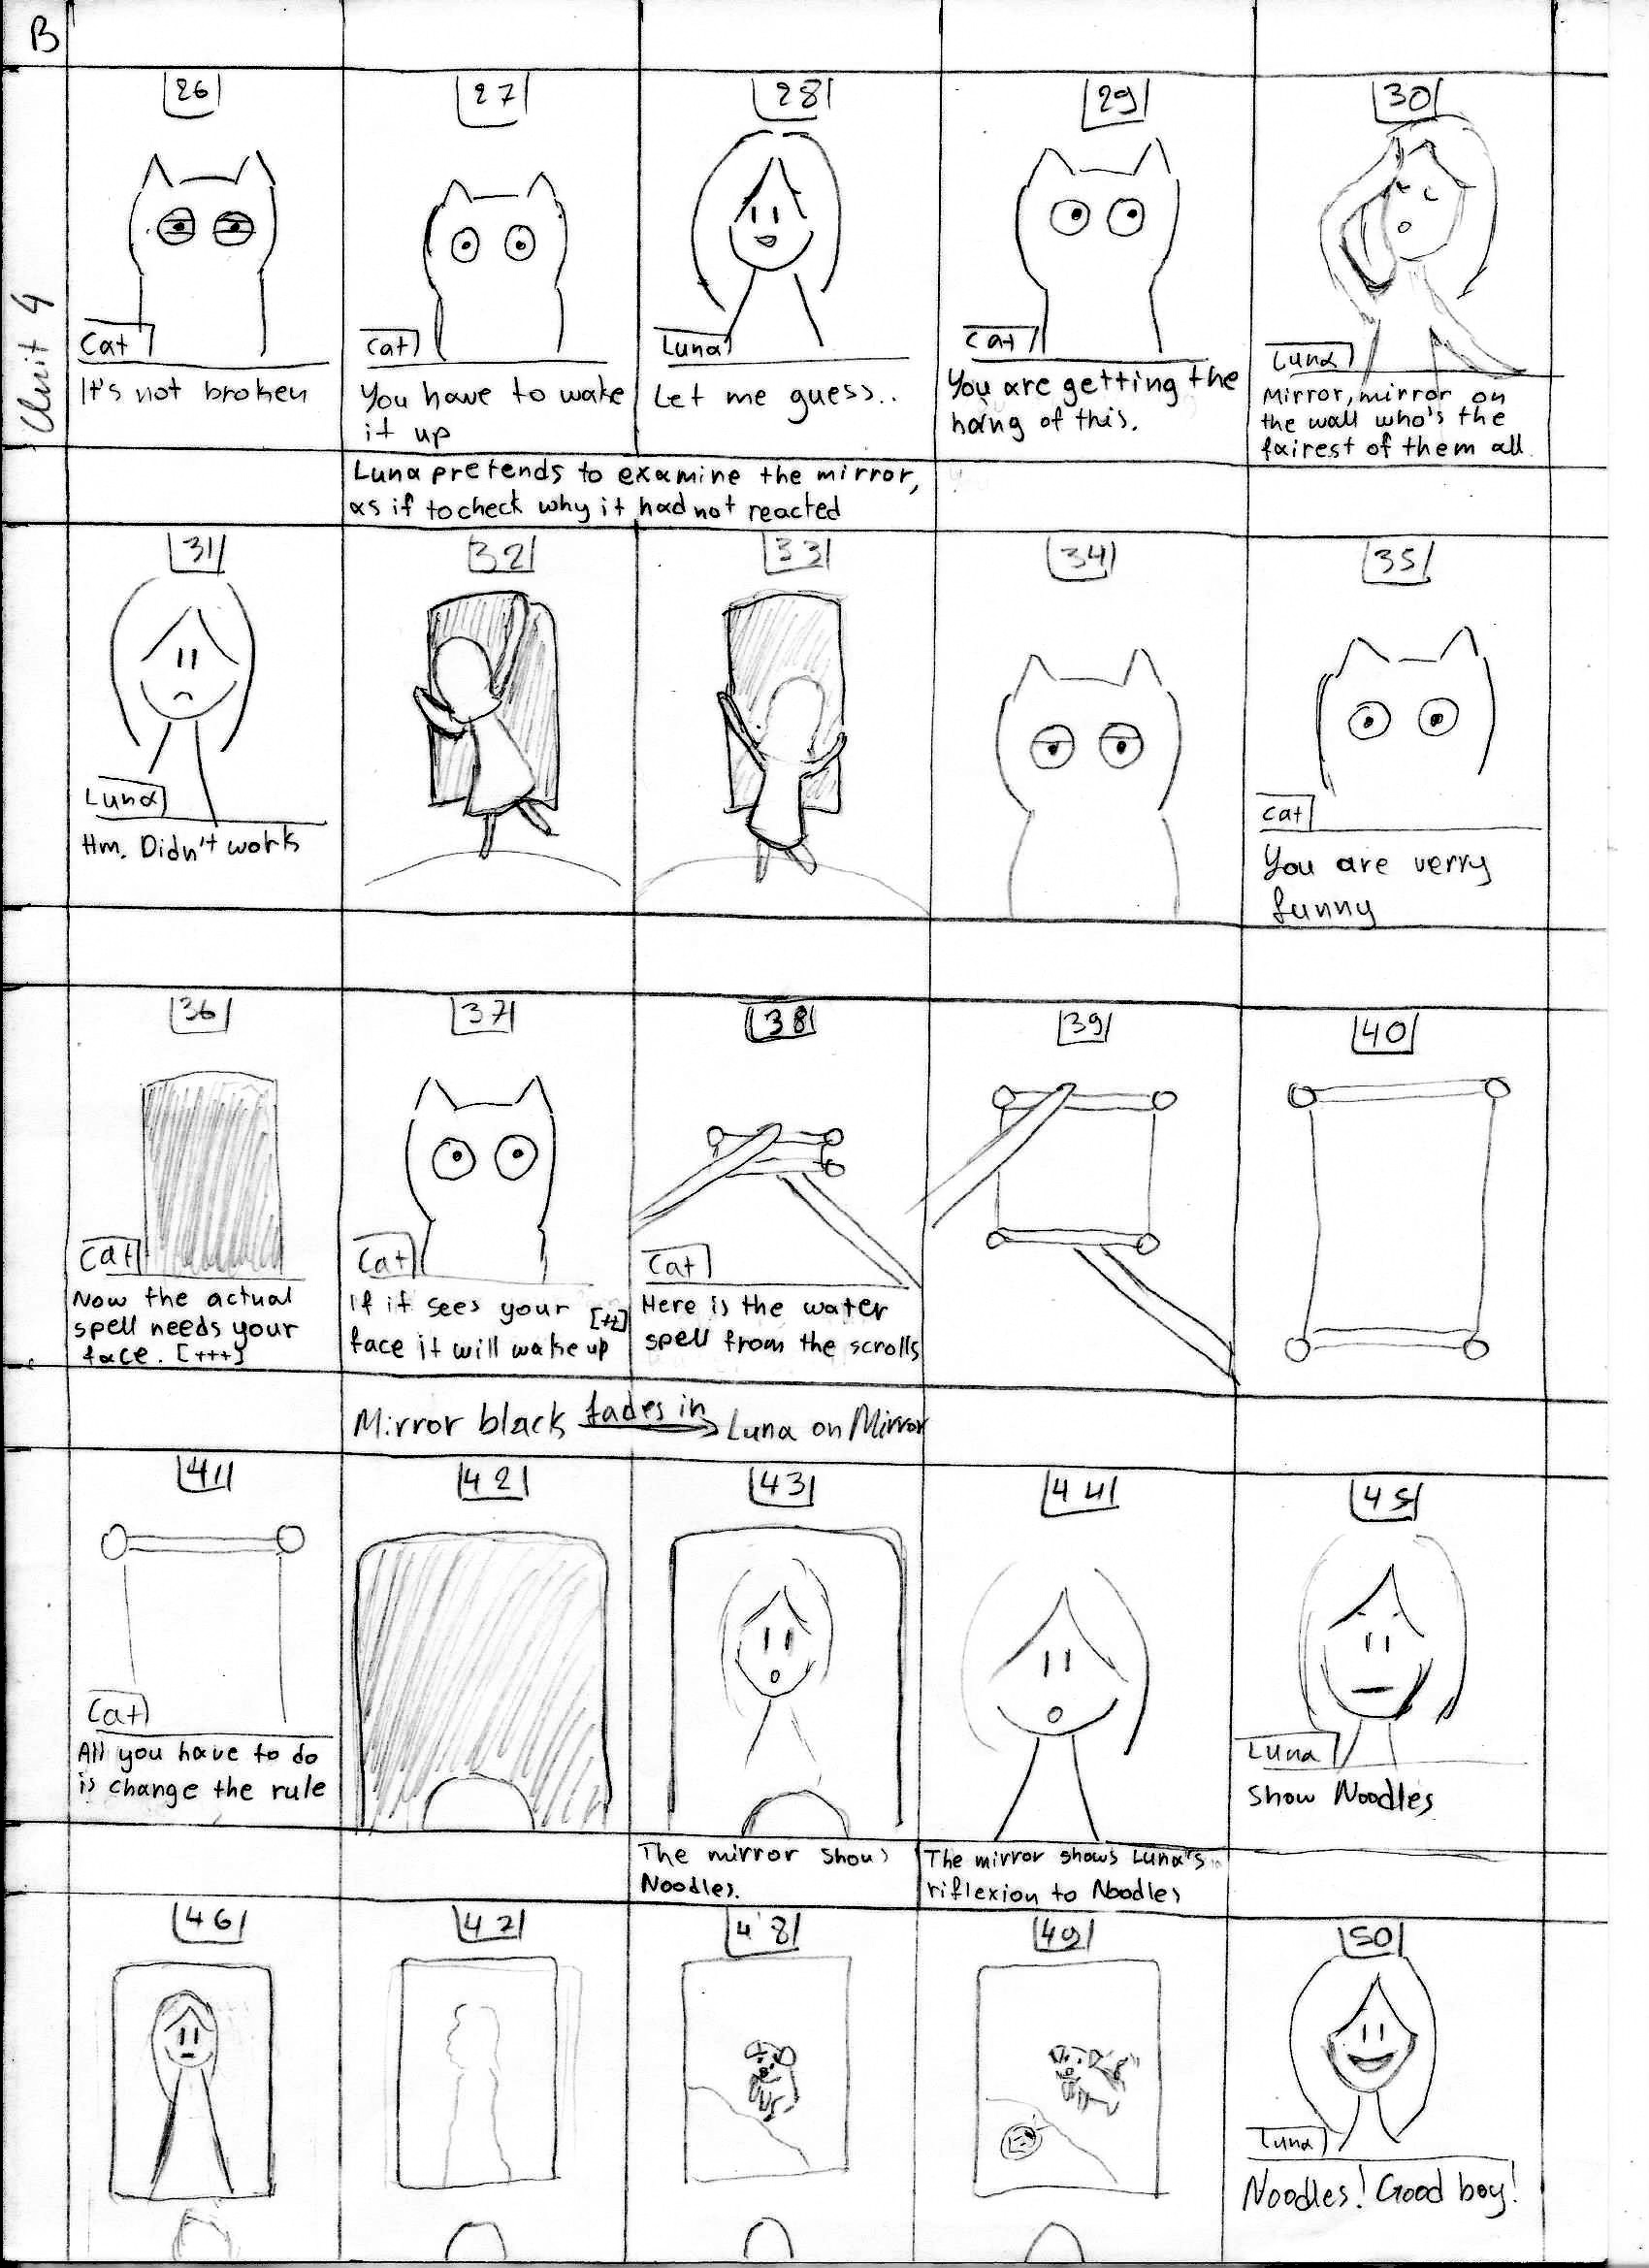 B
Unit 4
26
Cat
It's not broken
27
Cat
You have to wake
it up
28
Luna
Let me guess..
29
Cat
You are getting the
hang of this.
30
Luna
Mirror, mirror on
the wall who's the
fairest of them all.
Luna pretends to examine the mirror,
as if to check why it had not reacted
31
Luna
Hm. Didn't work
32
33
34
35
Cat
You are verry
funny
36
Cat
Now the actual
spell needs your
face. [+++]
37
Cat
If it sees your [++]
face it will wake up
38
Cat
Here is the water
spell from the scrolls
39
40
Mirror black fades in Luna on Mirror
41
Cat
All you have to do
is change the rule
42
43
44
45
Luna
Show Noodles
The mirror shows
Noodles.
The mirror shows Luna's
riflexion to Noodles
46
47
48
49
50
Luna
Noodles! Good boy!